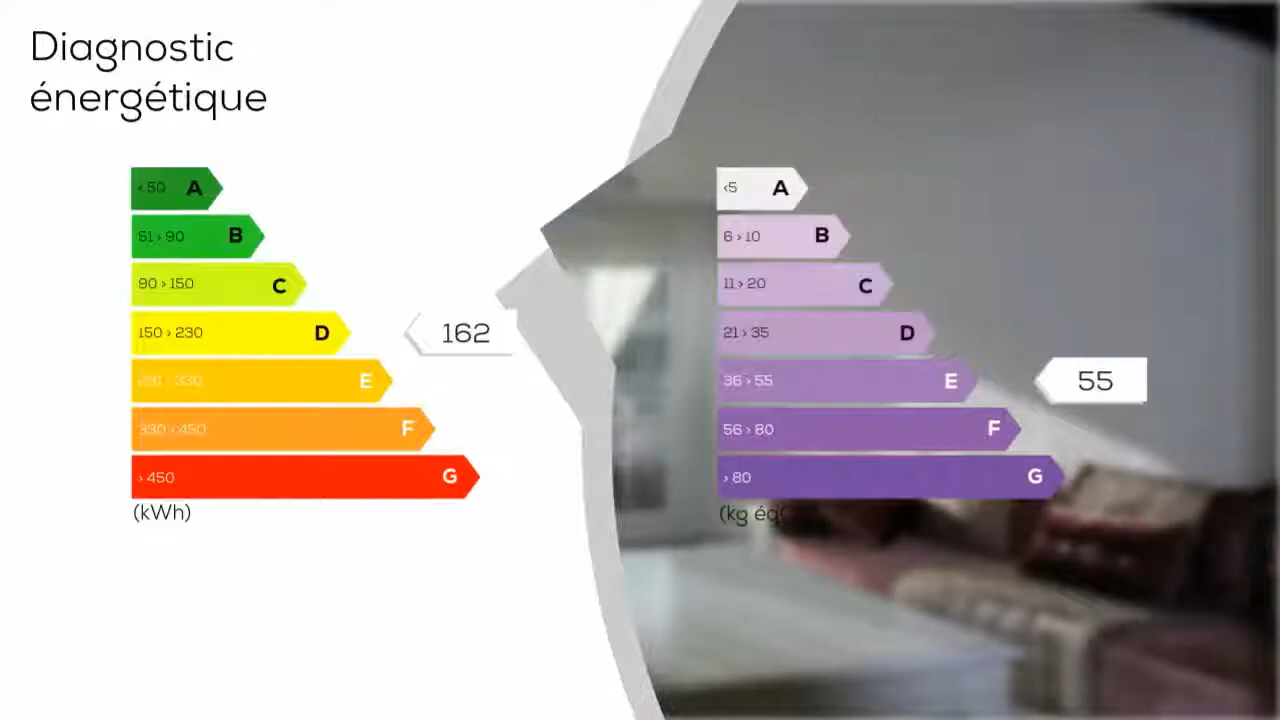 Diagnostic
énergétique
< 50 A
51 > 90 B
90 > 150 C
150 > 230 D
162
E
330 > 450 F
> 450 G
(kWh)
<5 A
6 > 10 B
11 > 20 C
21 > 35 D
36 > 55 E
55
56 > 80 F
> 80 G
(kg